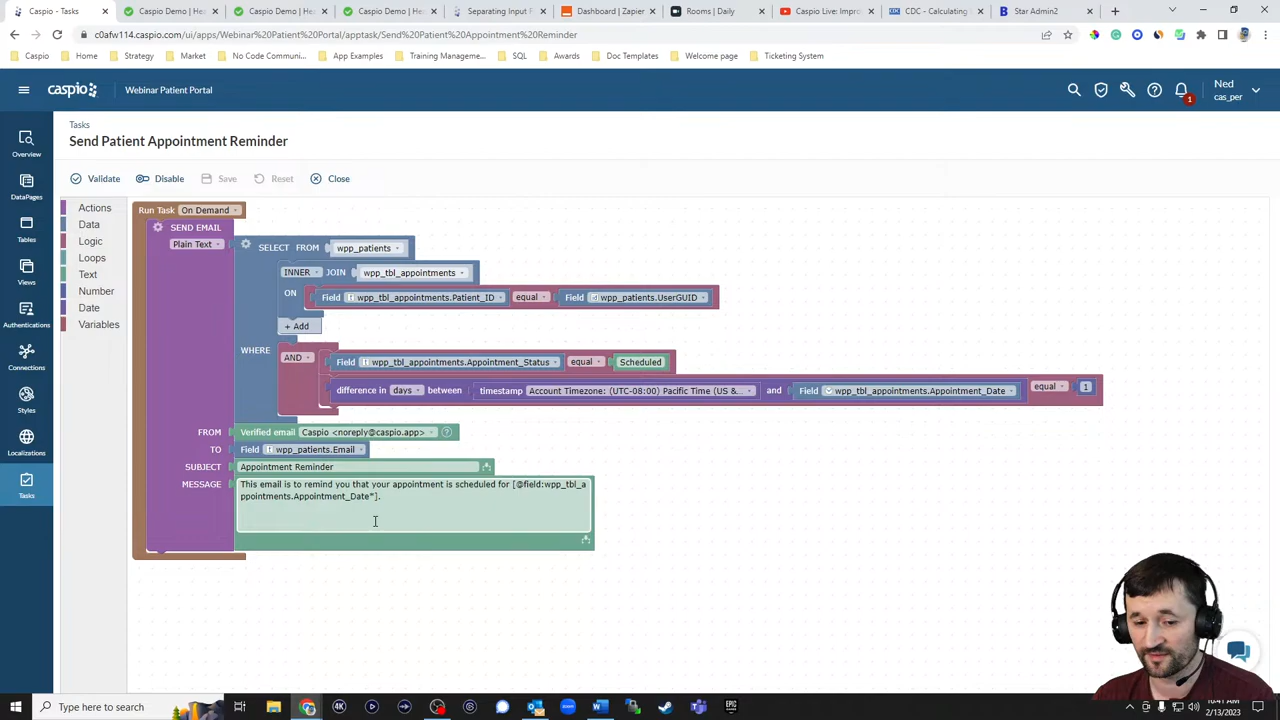 Caspio - Tasks
Caspio Demo | He
Caspio Demo | He
Caspio Demo | He
Separating Input F
Dashboard | Zapier
Rooms | Daily
Caspio Live: Impro
CDC - Calculating
Star Admin2
c0afw114.caspio.com/ui/apps/Webinar%20Patient%20Portal/apptask/Send%20Patient%20Appointment%20Reminder
Caspio
Home
Strategy
Market
No Code Communi...
App Examples
Training Manageme...
SQL
Awards
Doc Templates
Welcome page
Ticketing System
caspio
Webinar Patient Portal
Ned
cas_per
1
Tasks
Send Patient Appointment Reminder
Validate
Disable
Save
Reset
Close
Overview
DataPages
Tables
Views
Authentications
Connections
Styles
Localizations
Tasks
Actions
Data
Logic
Loops
Text
Number
Date
Variables
Run Task On Demand
SEND EMAIL
Plain Text
SELECT FROM wpp_patients
INNER JOIN wpp_tbl_appointments
ON Field wpp_tbl_appointments.Patient_ID equal Field wpp_patients.UserGUID
+ Add
WHERE AND Field wpp_tbl_appointments.Appointment_Status equal Scheduled
difference in days between timestamp Account Timezone: (UTC-08:00) Pacific Time (US &... and Field wpp_tbl_appointments.Appointment_Date equal 1
FROM Verified email Caspio <noreply@caspio.app> ?
TO Field wpp_patients.Email
SUBJECT Appointment Reminder
MESSAGE This email is to remind you that your appointment is scheduled for [@field:wpp_tbl_a
ppointments.Appointment_Date*].
Type here to search
16:41 AM
2/13/2023